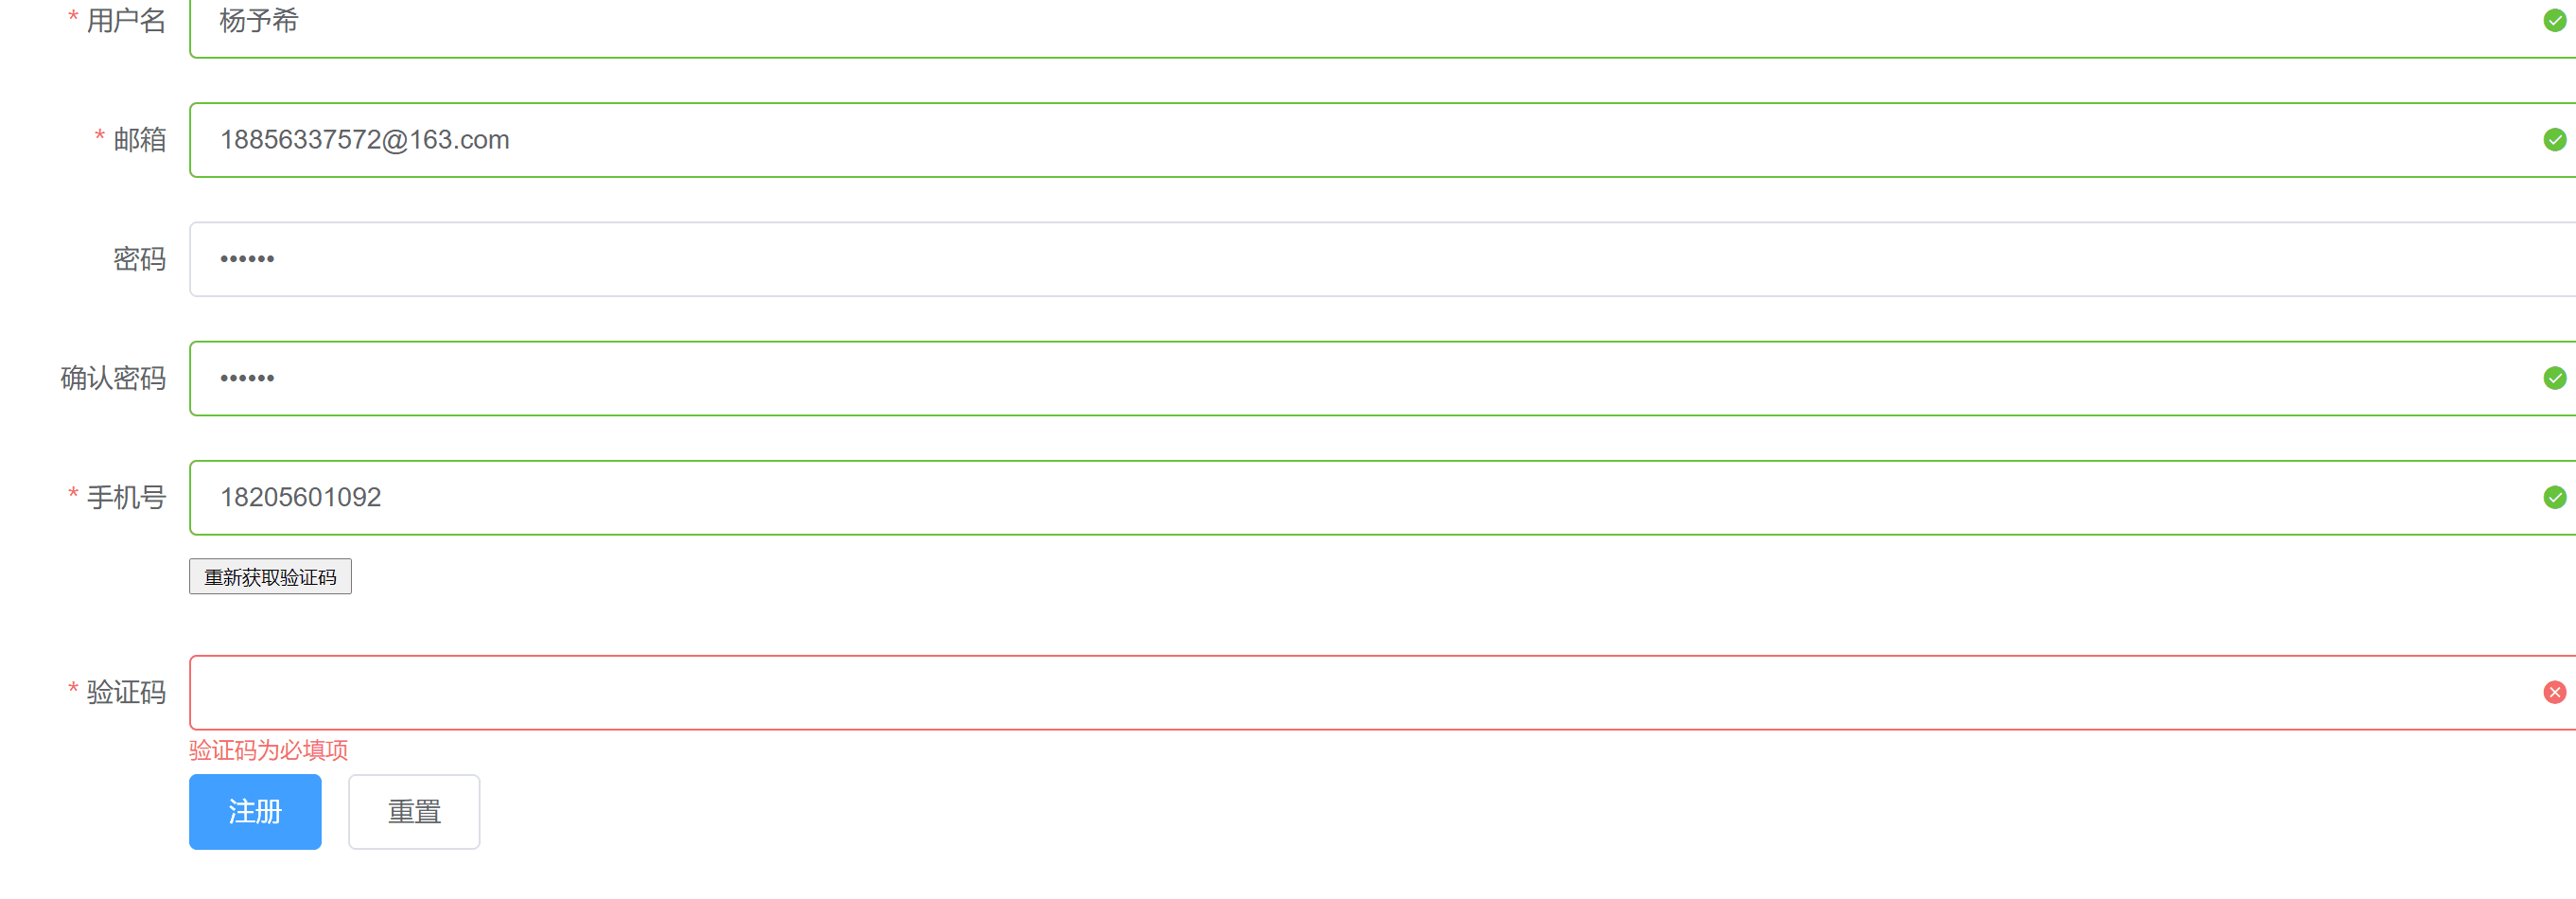 * 用户名 杨予希
* 邮箱 18856337572@163.com
密码 ••••••
确认密码 ••••••
* 手机号 18205601092
重新获取验证码
* 验证码
验证码为必填项
注册 重置